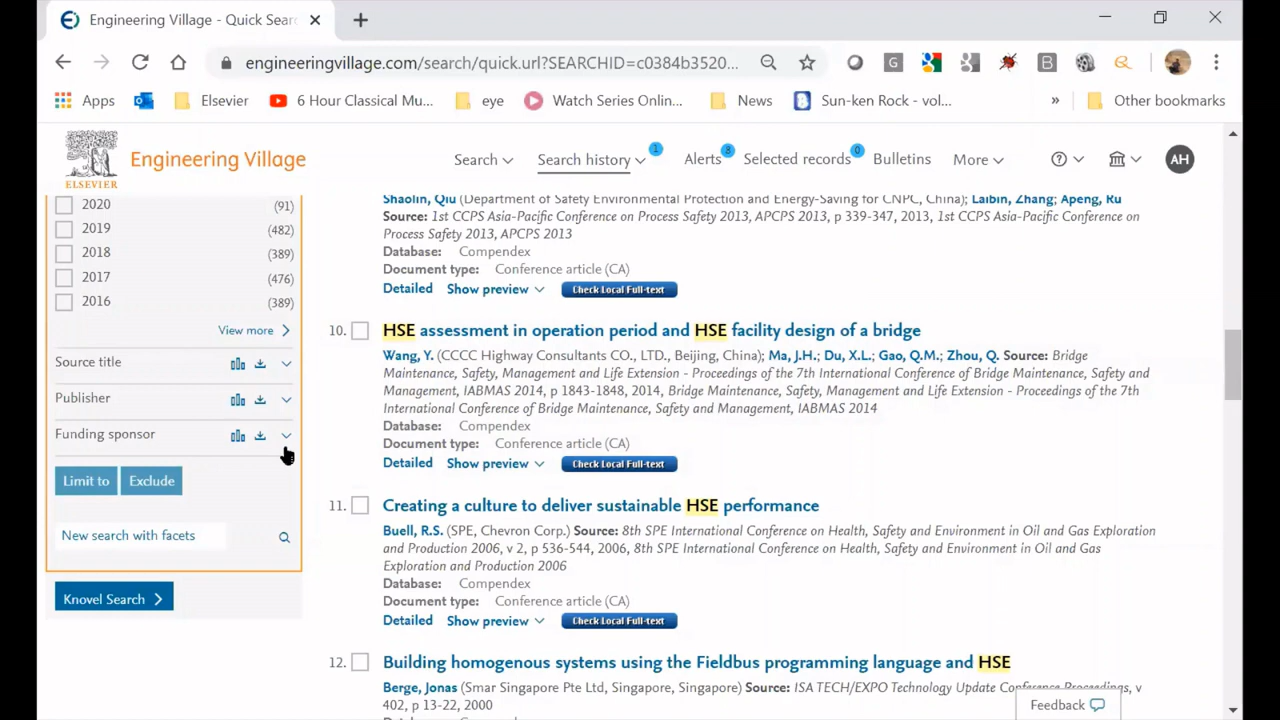 Engineering Village - Quick Sear
engineeringvillage.com/search/quick.url?SEARCHID=c0384b3520...
Apps
Elsevier
6 Hour Classical Mu...
eye
Watch Series Onlin...
News
Sun-ken Rock - vol...
»
Other bookmarks
ELSEVIER
Engineering Village
Search
Search history
1
Alerts
8
Selected records
0
Bulletins
More
AH
2020 (91)
2019 (482)
2018 (389)
2017 (476)
2016 (389)
View more
Source title
Publisher
Funding sponsor
Limit to
Exclude
New search with facets
Knovel Search
Shaolin, Qiu (Department of Safety Environmental Protection and Energy-Saving for CNPC, China); Laibin, Zhang; Apeng, Ru
Source: 1st CCPS Asia-Pacific Conference on Process Safety 2013, APCPS 2013, p 339-347, 2013, 1st CCPS Asia-Pacific Conference on
Process Safety 2013, APCPS 2013
Database: Compendex
Document type: Conference article (CA)
Detailed Show preview Check Local Full-text
10. HSE assessment in operation period and HSE facility design of a bridge
Wang, Y. (CCCC Highway Consultants CO., LTD., Beijing, China); Ma, J.H.; Du, X.L.; Gao, Q.M.; Zhou, Q. Source: Bridge
Maintenance, Safety, Management and Life Extension - Proceedings of the 7th International Conference of Bridge Maintenance, Safety and
Management, IABMAS 2014, p 1843-1848, 2014, Bridge Maintenance, Safety, Management and Life Extension - Proceedings of the 7th
International Conference of Bridge Maintenance, Safety and Management, IABMAS 2014
Database: Compendex
Document type: Conference article (CA)
Detailed Show preview Check Local Full-text
11. Creating a culture to deliver sustainable HSE performance
Buell, R.S. (SPE, Chevron Corp.) Source: 8th SPE International Conference on Health, Safety and Environment in Oil and Gas Exploration
and Production 2006, v 2, p 536-544, 2006, 8th SPE International Conference on Health, Safety and Environment in Oil and Gas
Exploration and Production 2006
Database: Compendex
Document type: Conference article (CA)
Detailed Show preview Check Local Full-text
12. Building homogenous systems using the Fieldbus programming language and HSE
Berge, Jonas (Smar Singapore Pte Ltd, Singapore, Singapore) Source: ISA TECH/EXPO Technology Update Conference Proceedings, v
402, p 13-22, 2000
Feedback